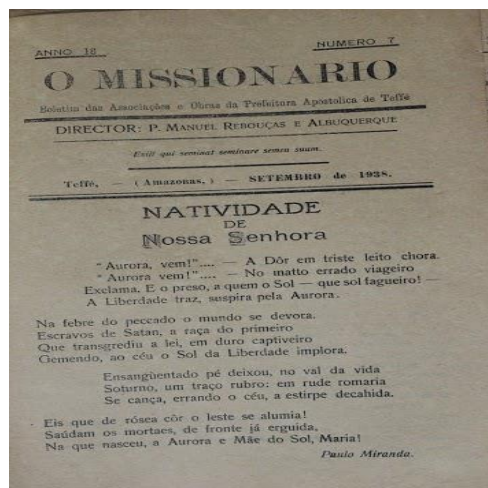 ANNO 18
NUMERO 7
O MISSIONARIO
Boletim das Associações e Obras da Prefeitura Apostolica de Teffé
DIRECTOR: P. MANUEL REBOUÇAS E ALBUQUERQUE
Exiit qui seminat seminare semen suum.
Teffé, — (Amazonas,) — SETEMBRO de 1938.
NATIVIDADE
DE
Nossa Senhora
"Aurora, vem!".... — A Dôr em triste leito chora.
"Aurora vem!".... — No matto errado viageiro
Exclama. E o preso, a quem o Sol — que sol fagueiro! —
A Liberdade traz, suspira pela Aurora.
Na febre do peccado o mundo se devora.
Escravos de Satan, a raça do primeiro
Que transgrediu a lei, em duro captiveiro
Gemendo, ao céu o Sol da Liberdade implora.
Ensangüentado pé deixou, no val da vida
Soturno, um traço rubro: em rude romaria
Se cança, errando o céu, a estirpe decahida.
Eis que de rósea côr o leste se alumia!
Saúdam os mortaes, de fronte já erguida,
Na que nasceu, a Aurora e Mãe do Sol, Maria!
Paulo Miranda.